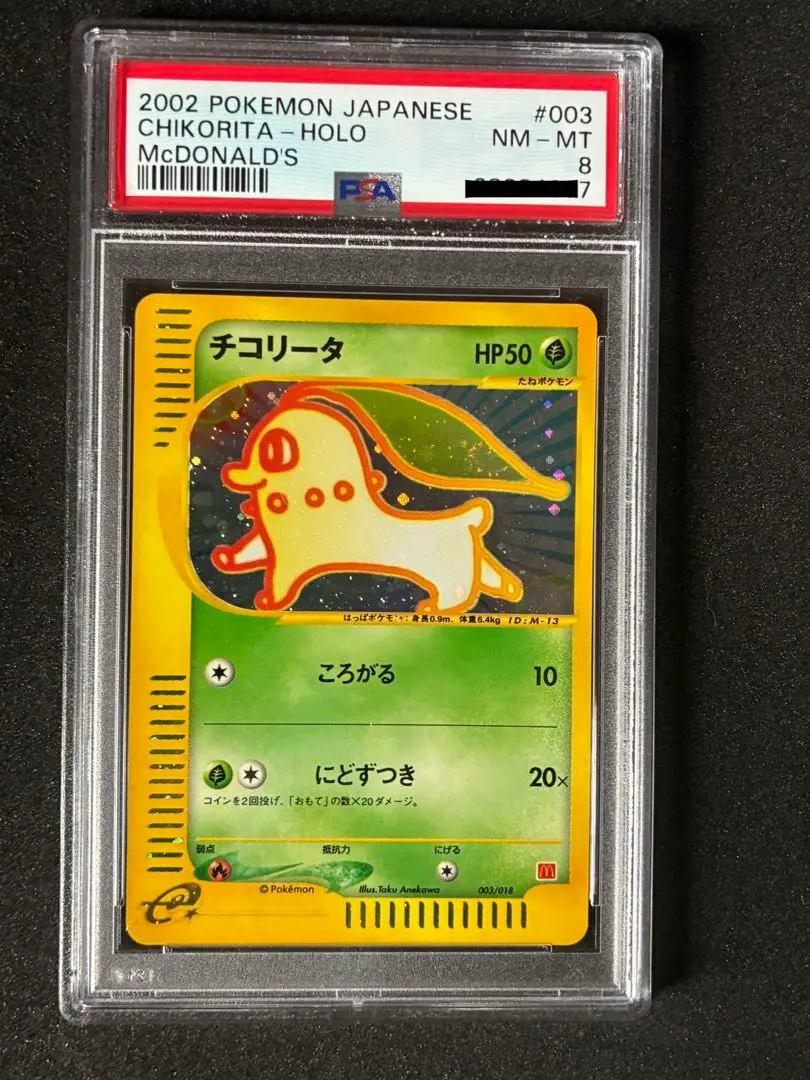 2002 POKEMON JAPANESE #003
CHIKORITA - HOLO NM - MT
McDONALD'S 8
7
PSA
チコリータ HP50
たねポケモン
はっぱポケモン：身長0.9m、体重6.4kg ID:M-13
ころがる 10
にどずつき 20×
コインを2回投げ、「おもて」の数×20ダメージ。
弱点 抵抗力 にげる
©Pokémon Illus.Taku Anekawa 003/018